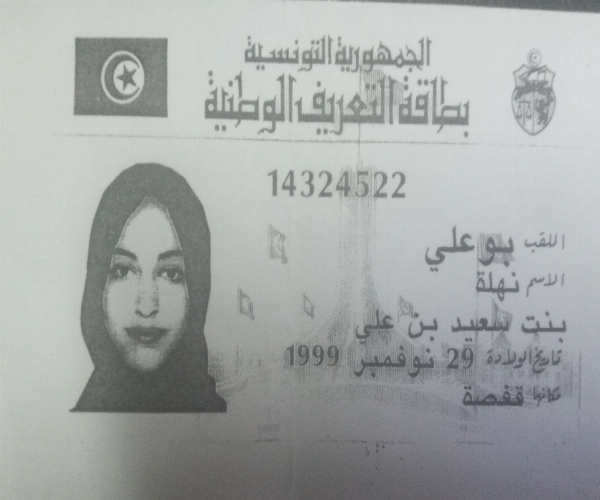 الجمهورية التونسية
بطاقة التعريف الوطنية
14324522
اللقب بوعلي
الاسم نهلة
بنت سعيد بن علي
تاريخ الولادة 29 نوفمبر 1999
مكانها قفصة